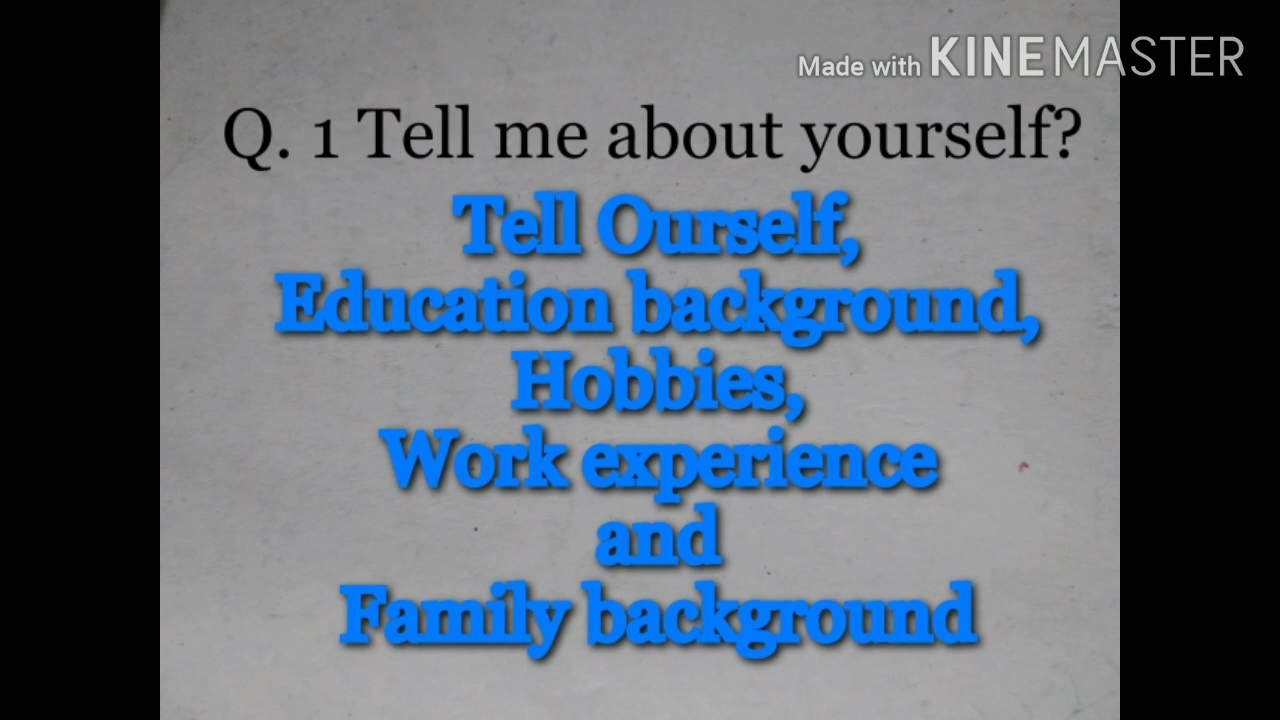 Made with KINEMASTER
Q. 1 Tell me about yourself?
Tell Ourself,
Education background,
Hobbies,
Work experience
and
Family background